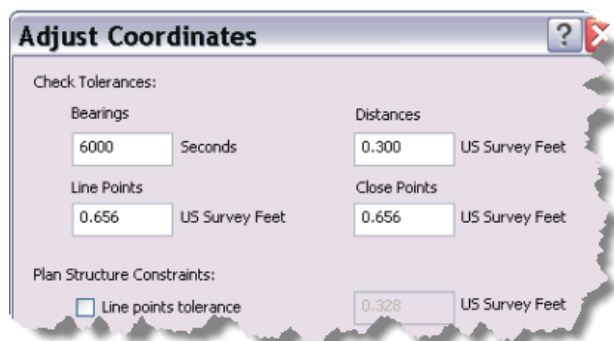 Adjust Coordinates ?
Check Tolerances:
Bearings Distances
6000 Seconds 0.300 US Survey Feet
Line Points Close Points
0.656 US Survey Feet 0.656 US Survey Feet
Plan Structure Constraints:
Line points tolerance 0.328 US Survey Feet